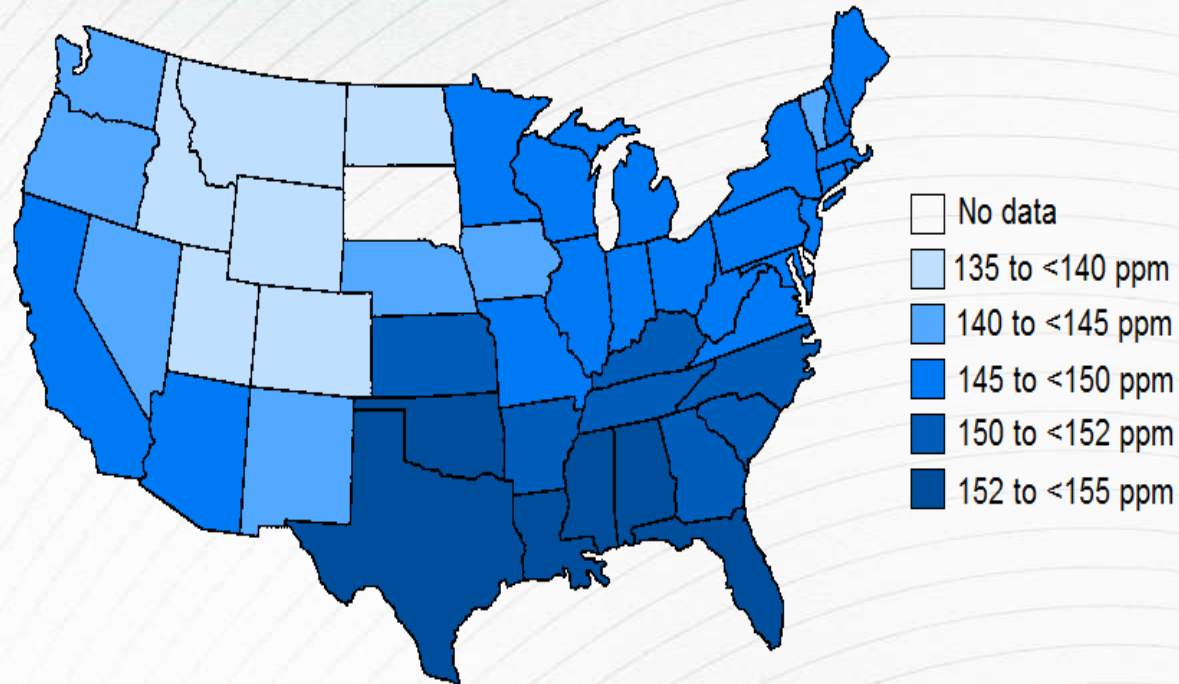 No data
135 to <140 ppm
140 to <145 ppm
145 to <150 ppm
150 to <152 ppm
152 to <155 ppm